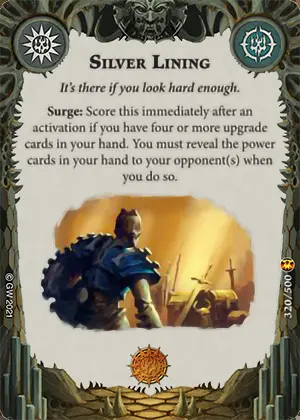 Silver Lining
It's there if you look hard enough.
Surge: Score this immediately after an
activation if you have four or more upgrade
cards in your hand. You must reveal the power
cards in your hand to your opponent(s) when
you do so.
© GW 2021
320/500